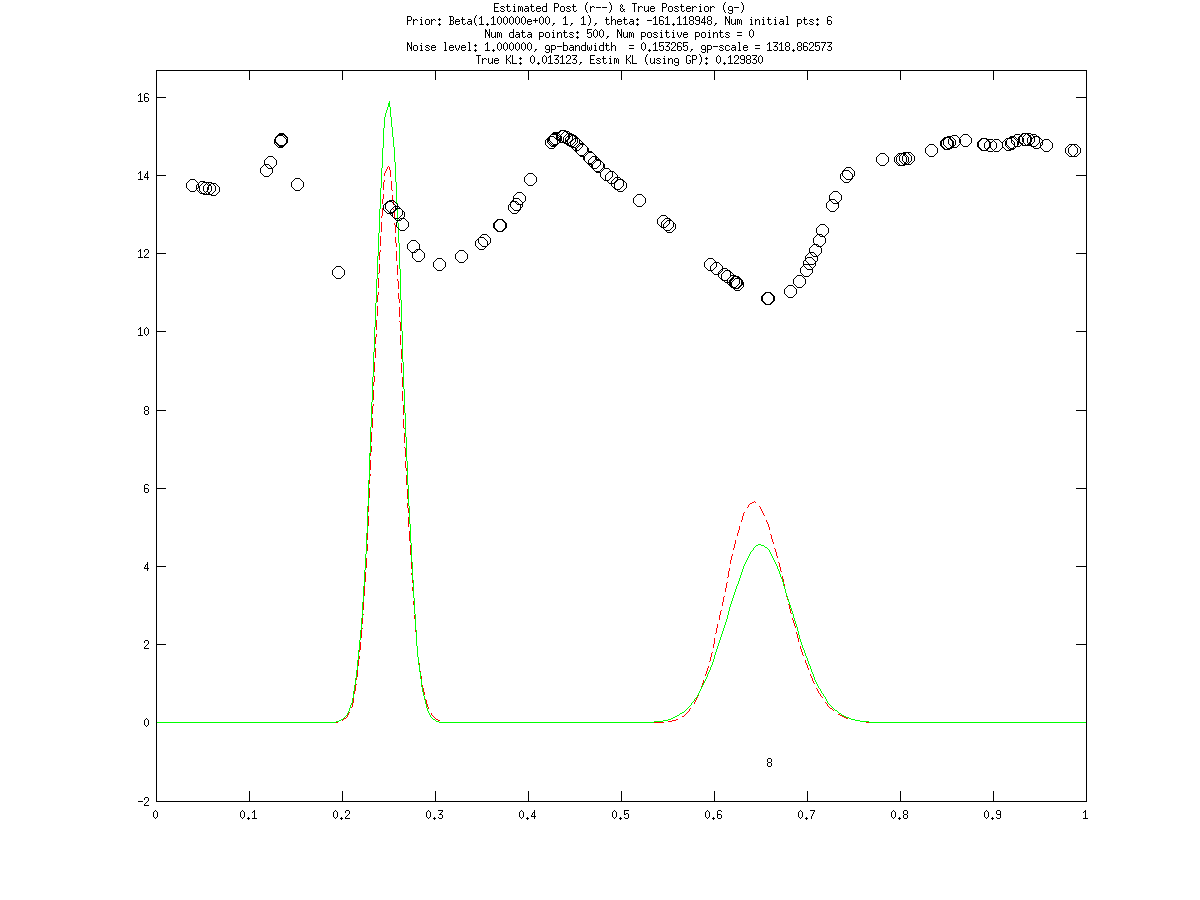 Estimated Post (r--) & True Posterior (g-)
Prior: Beta(1.100000e+00, 1, 1), theta: -161.118948, Num initial pts: 6
Num data points: 500, Num positive points = 0
Noise level: 1.000000, gp-bandwidth  = 0.153265, gp-scale = 1318.862573
True KL: 0.013123, Estim KL (using GP): 0.129830
16
14
12
10
8
6
4
2
0
8
-2
0 0.1 0.2 0.3 0.4 0.5 0.6 0.7 0.8 0.9 1